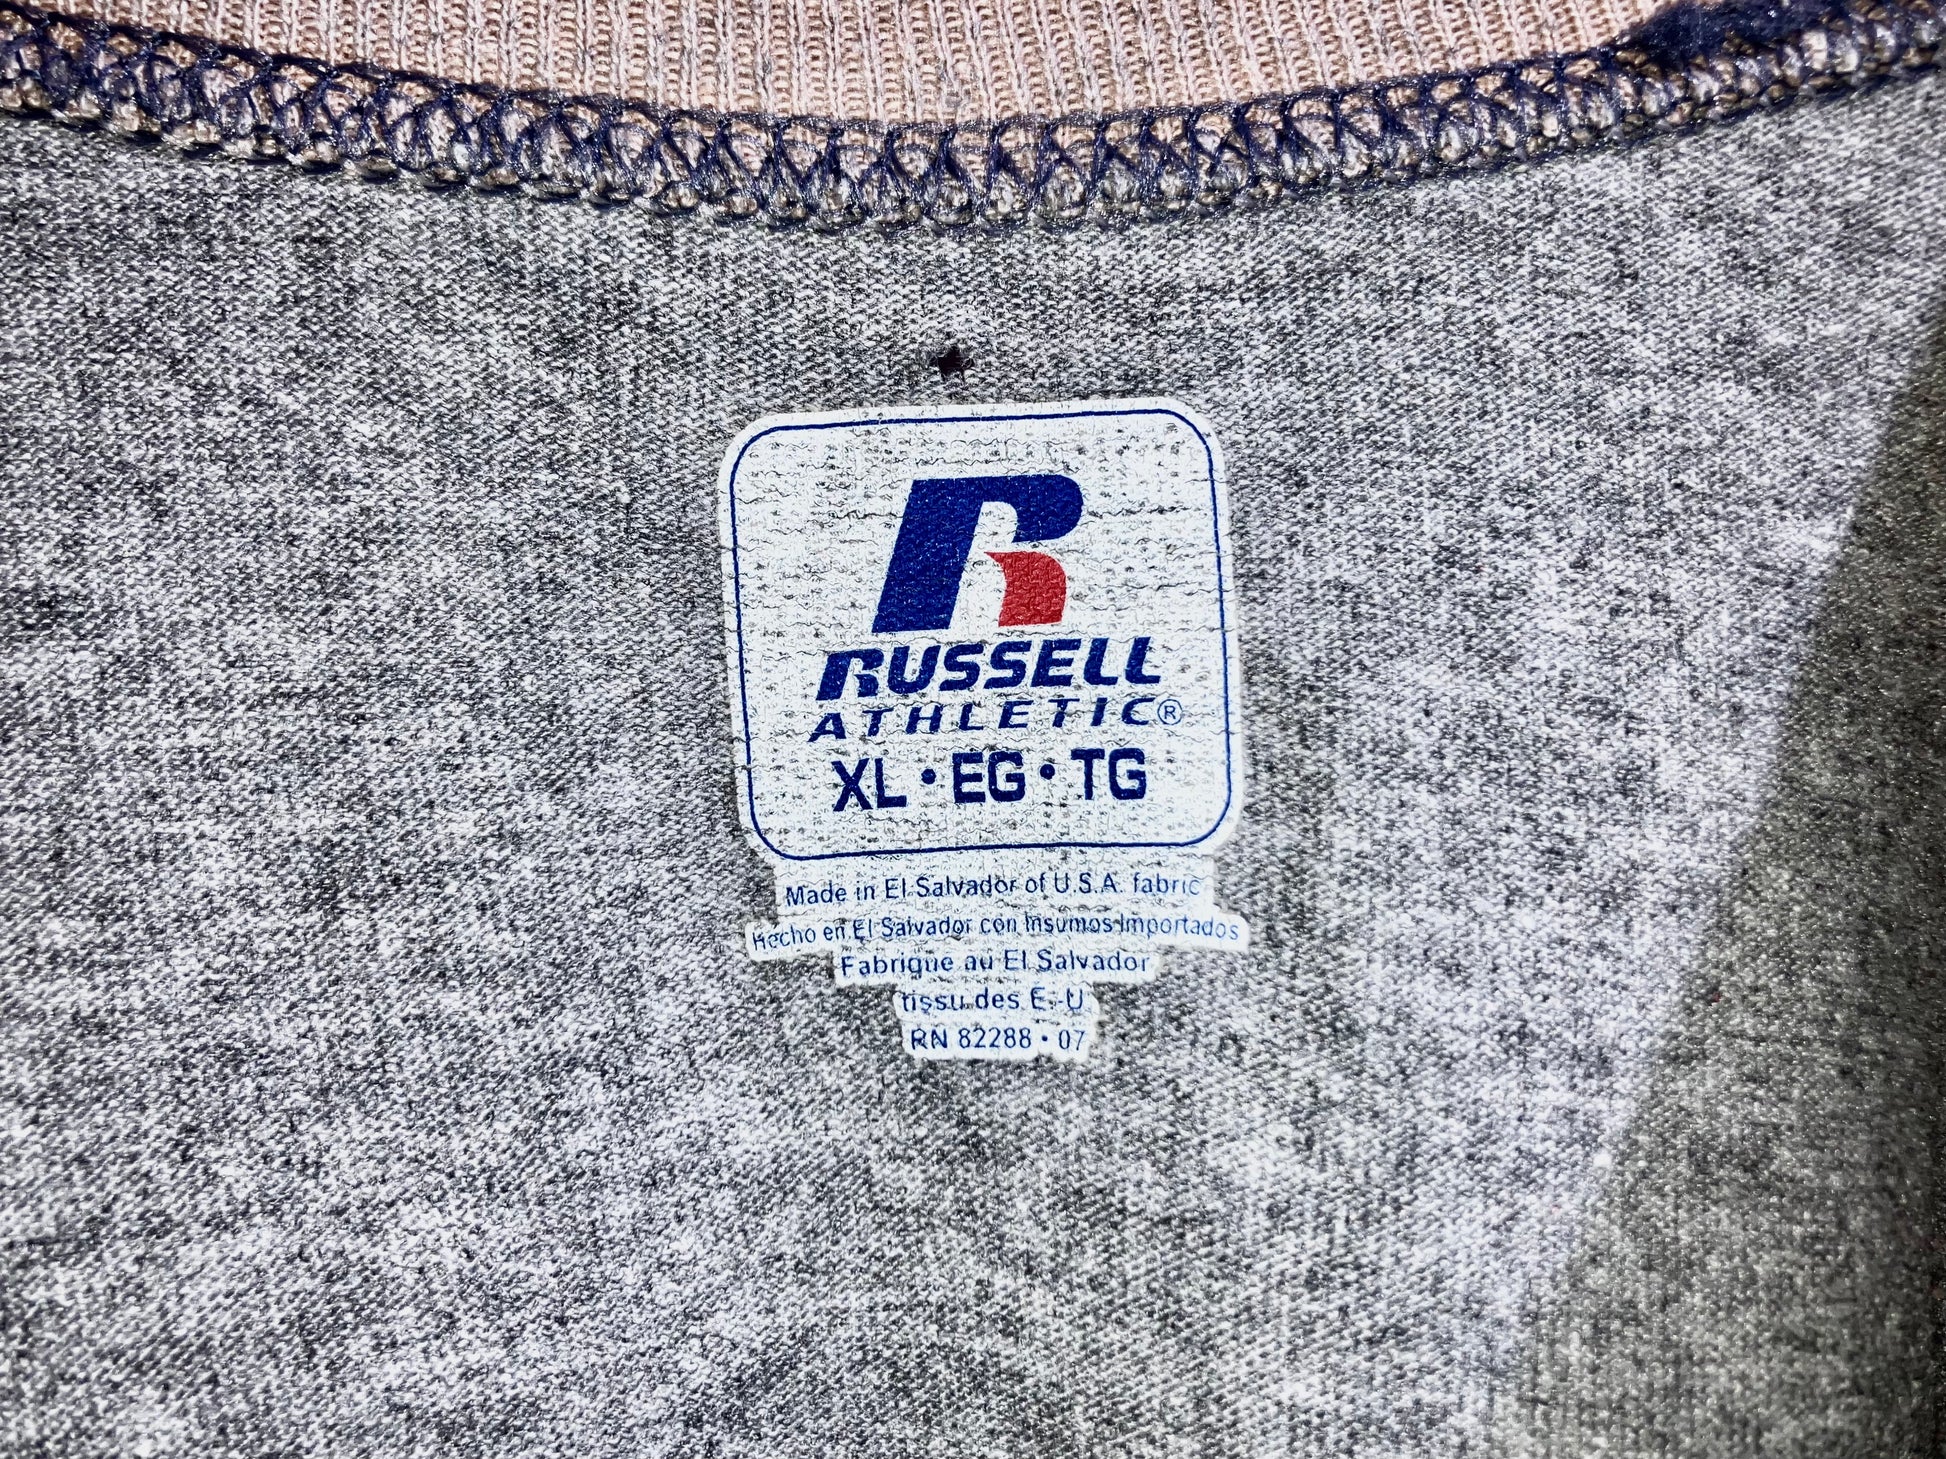 RUSSELL
ATHLETIC®
XL • EG • TG
Made in El Salvador of U.S.A. fabric
Hecho en El Salvador con Insumos Importados
Fabrique au El Salvador
tissu des E.-U
RN 82288 • 07